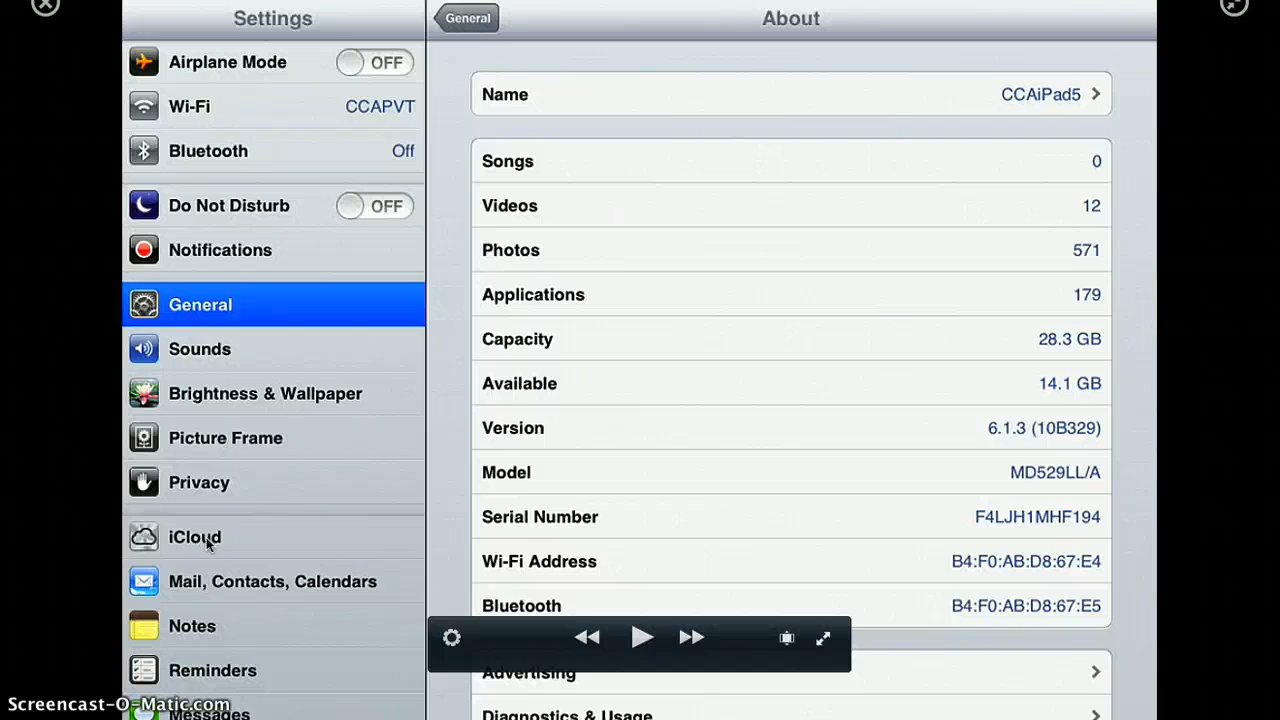 Settings
Airplane Mode OFF
Wi-Fi CCAPVT
Bluetooth Off
Do Not Disturb OFF
Notifications
General
Sounds
Brightness & Wallpaper
Picture Frame
Privacy
iCloud
Mail, Contacts, Calendars
Notes
Reminders
Messages
General About
Name CCAiPad5
Songs 0
Videos 12
Photos 571
Applications 179
Capacity 28.3 GB
Available 14.1 GB
Version 6.1.3 (10B329)
Model MD529LL/A
Serial Number F4LJH1MHF194
Wi-Fi Address B4:F0:AB:D8:67:E4
Bluetooth B4:F0:AB:D8:67:E5
Advertising
Diagnostics & Usage
Screencast-O-Matic.com